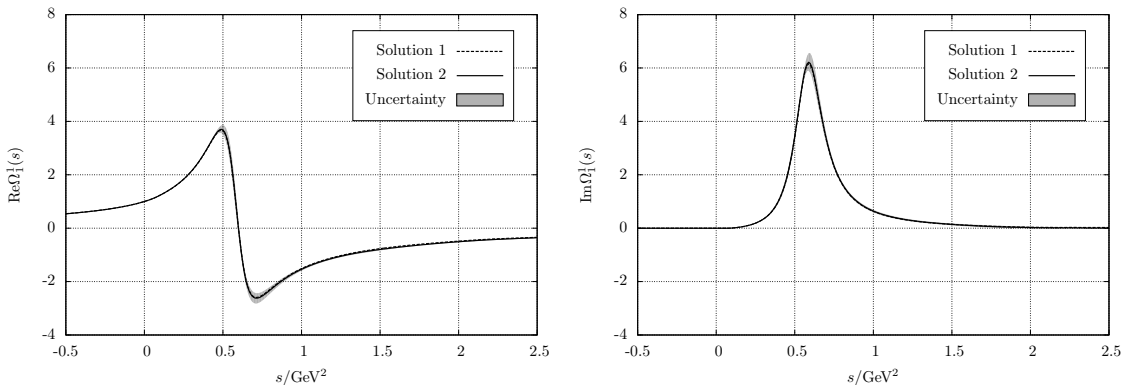 8
6
4
2
0
-2
-4
-0.5 0 0.5 1 1.5 2 2.5
s/GeV²
ReΩ¹₁(s)
Solution 1
Solution 2
Uncertainty
8
6
4
2
0
-2
-4
-0.5 0 0.5 1 1.5 2 2.5
s/GeV²
ImΩ¹₁(s)
Solution 1
Solution 2
Uncertainty